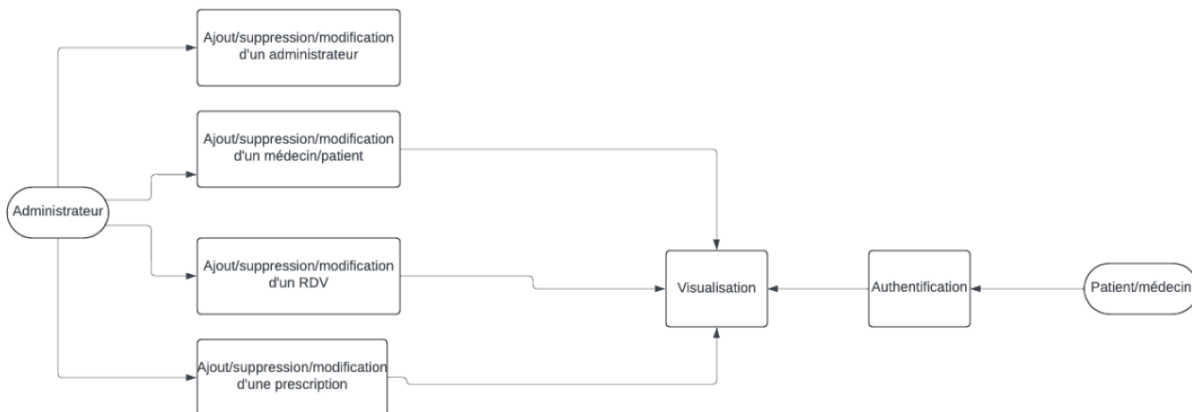 Ajout/suppression/modification
d'un administrateur
Ajout/suppression/modification
d'un médecin/patient
Administrateur
Ajout/suppression/modification
d'un RDV
Visualisation
Authentification
Patient/médecin
Ajout/suppression/modification
d'une prescription